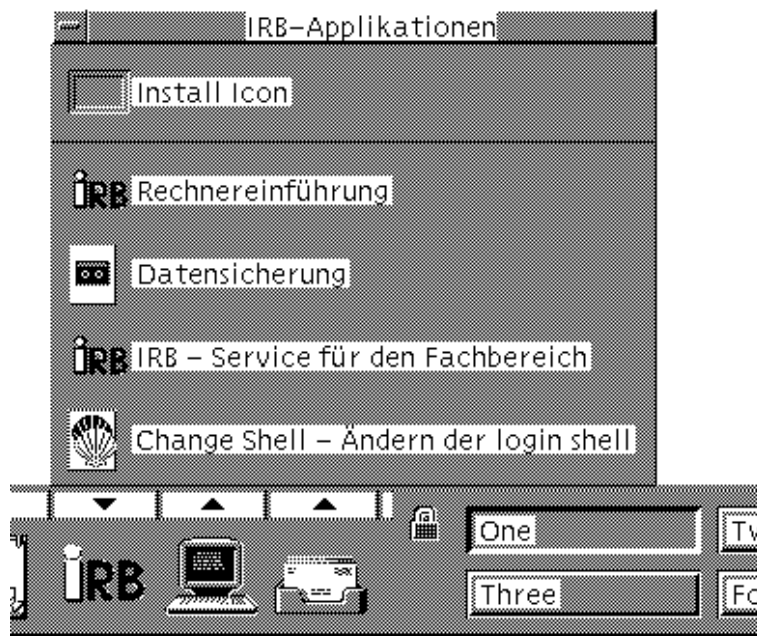 IRB–Applikationen
Install Icon
IRB Rechnereinführung
Datensicherung
IRB IRB – Service für den Fachbereich
Change Shell – Ändern der login shell
One
Three
IRB